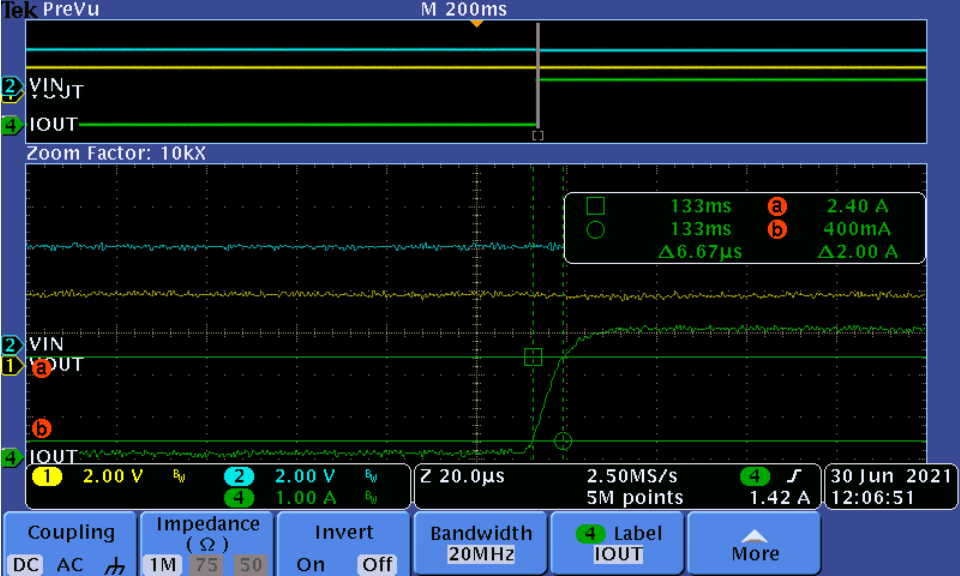 Tek PreVu M 200ms
2 VIN
VOUT
4 IOUT
Zoom Factor: 10kX
133ms a 2.40 A
133ms b 400mA
Δ6.67µs Δ2.00 A
2 VIN
1 VOUT
a
b
4 IOUT
1 2.00 V BW 2 2.00 V BW
4 1.00 A BW
Z 20.0µs 2.50MS/s 4
5M points 1.42 A
30 Jun 2021
12:06:51
Coupling
DC AC
Impedance
(Ω)
1M 75 50
Invert
On Off
Bandwidth
20MHz
4 Label
IOUT
More